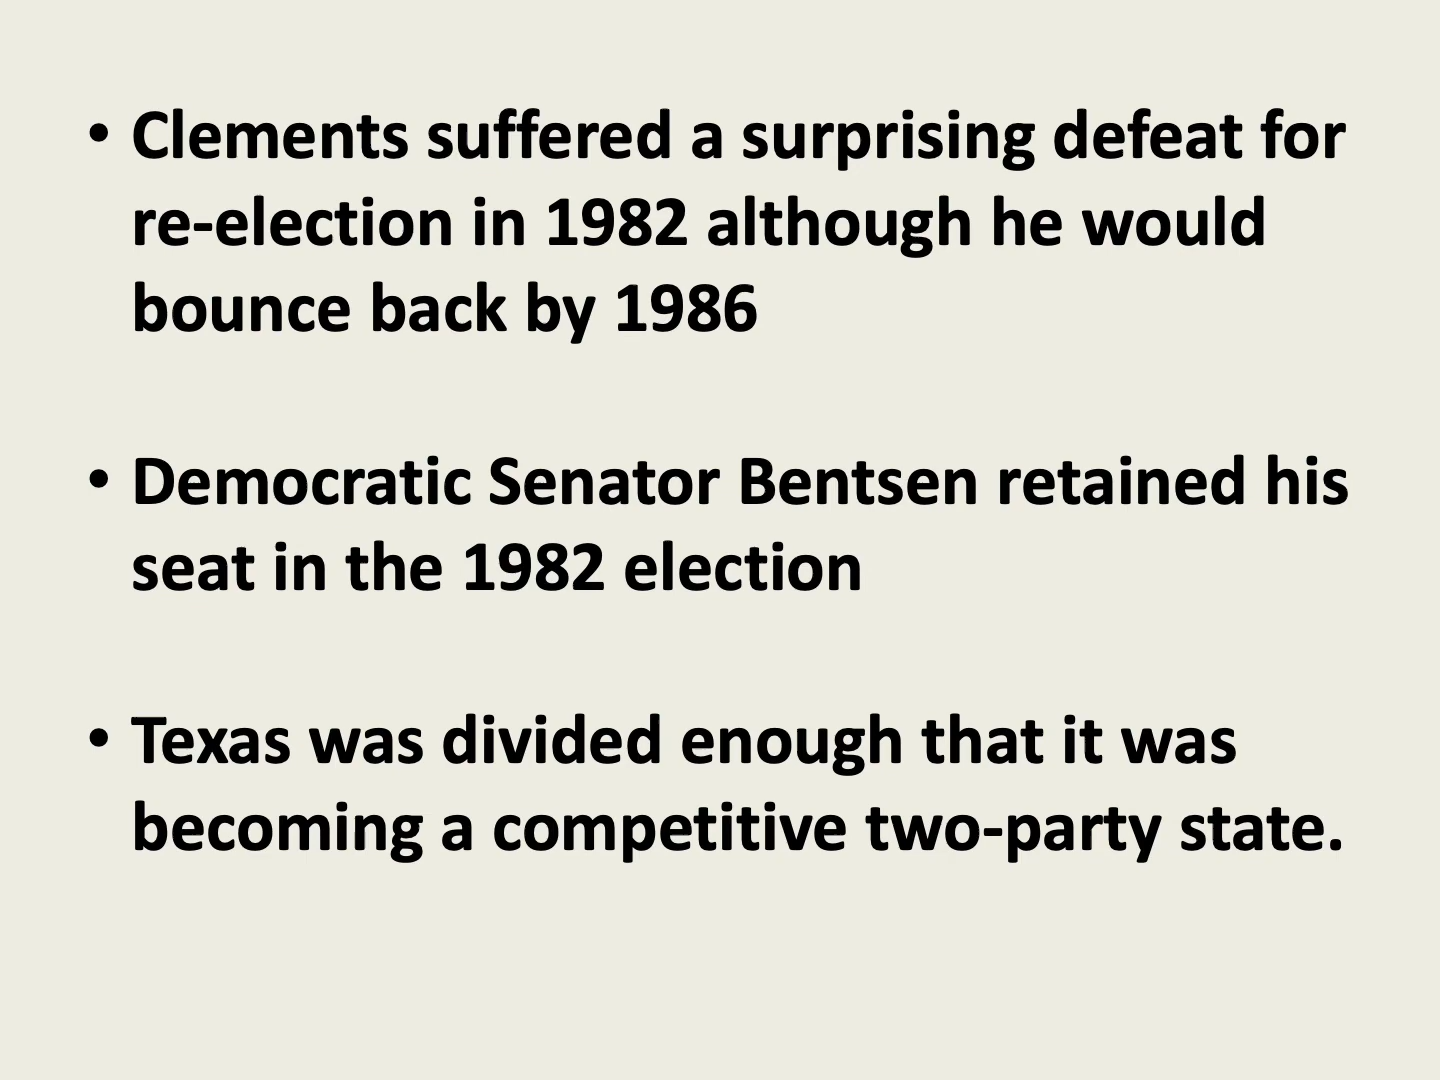 • Clements suffered a surprising defeat for
re-election in 1982 although he would
bounce back by 1986
• Democratic Senator Bentsen retained his
seat in the 1982 election
• Texas was divided enough that it was
becoming a competitive two-party state.